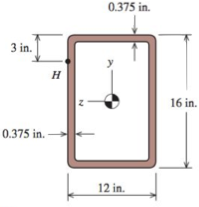 0.375 in.
3 in.
H
y
z
16 in.
0.375 in.
12 in.